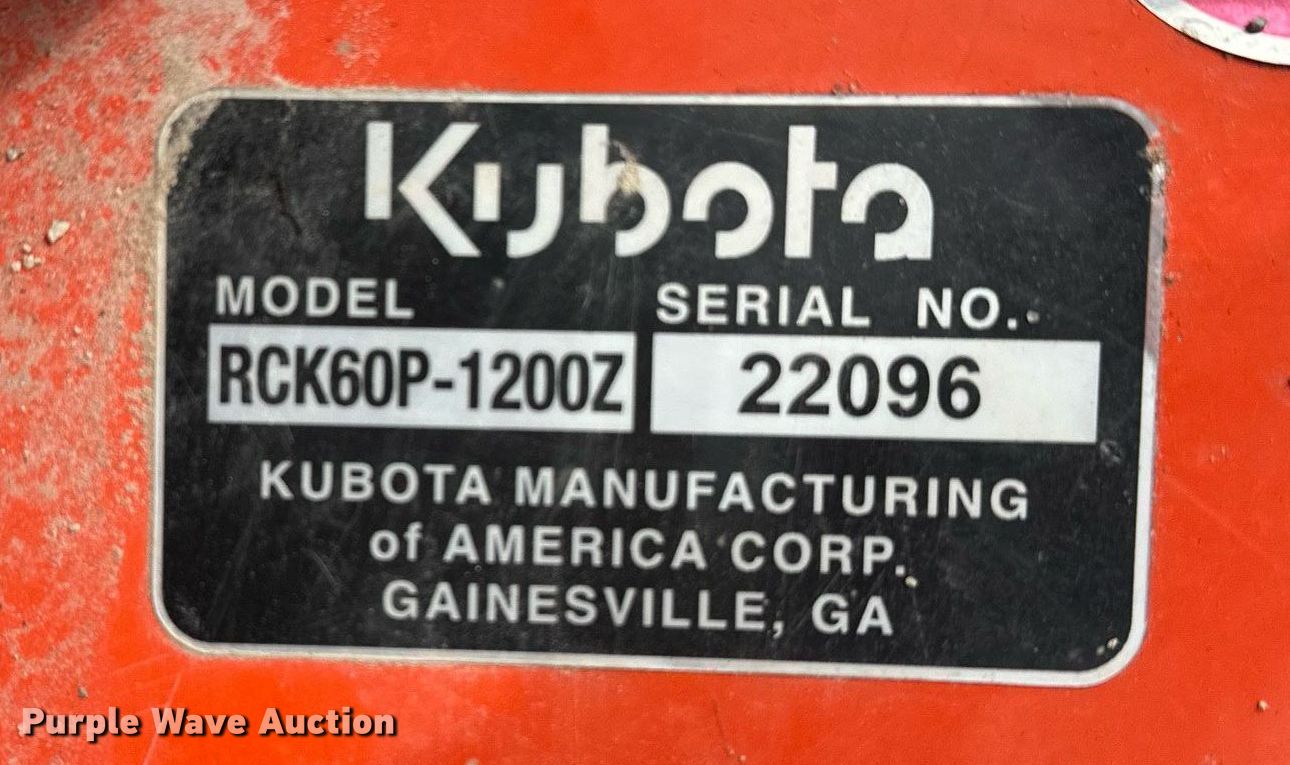 Kubota
MODEL SERIAL NO.
RCK60P-1200Z 22096
KUBOTA MANUFACTURING
of AMERICA CORP.
GAINESVILLE, GA
Purple Wave Auction